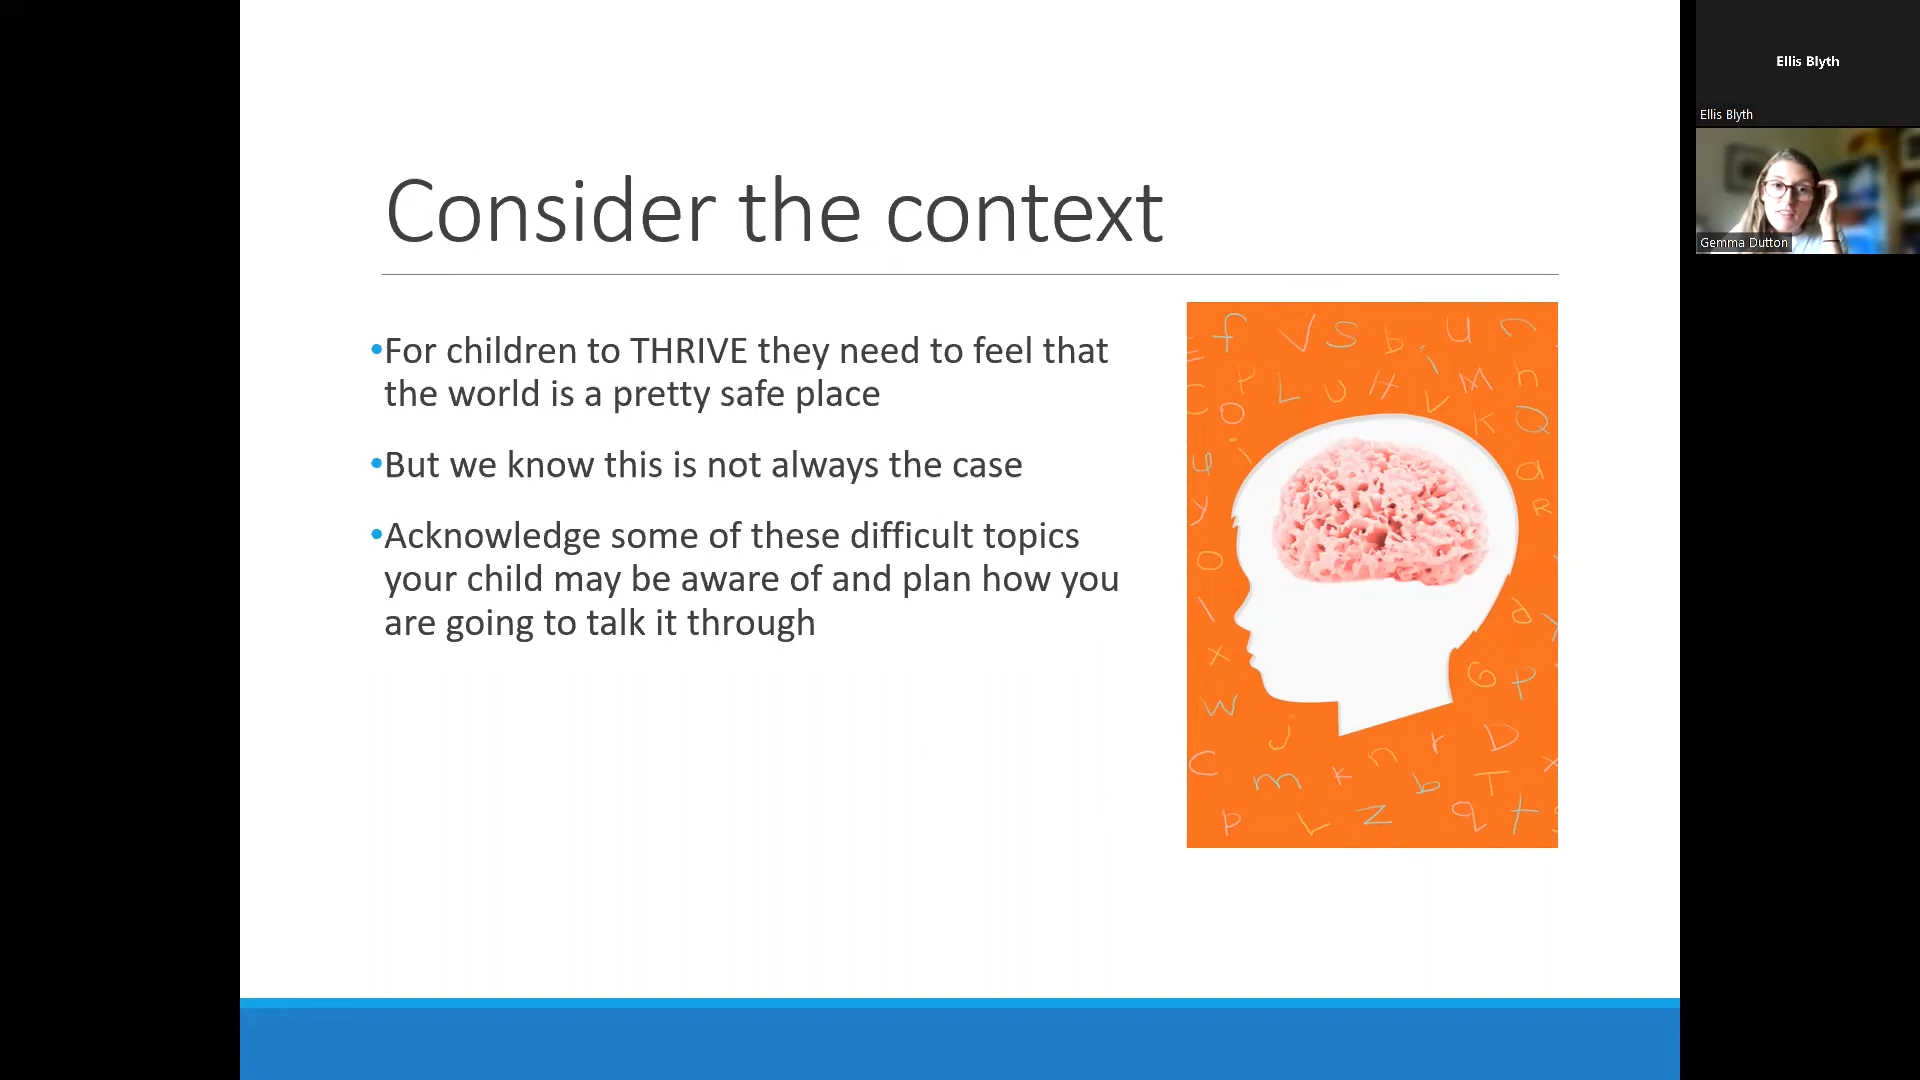 Consider the context
•For children to THRIVE they need to feel that
the world is a pretty safe place
•But we know this is not always the case
•Acknowledge some of these difficult topics
your child may be aware of and plan how you
are going to talk it through
Ellis Blyth
Ellis Blyth
Gemma Dutton